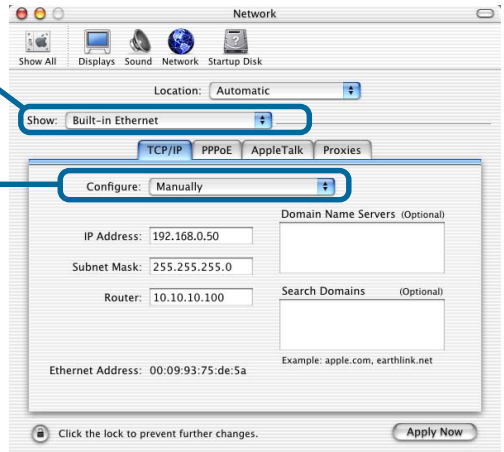 Network
Show All Displays Sound Network Startup Disk
Location: Automatic
Show: Built-in Ethernet
TCP/IP PPPoE AppleTalk Proxies
Configure: Manually
Domain Name Servers (Optional)
IP Address: 192.168.0.50
Subnet Mask: 255.255.255.0
Router: 10.10.10.100
Search Domains (Optional)
Example: apple.com, earthlink.net
Ethernet Address: 00:09:93:75:de:5a
Click the lock to prevent further changes.
Apply Now